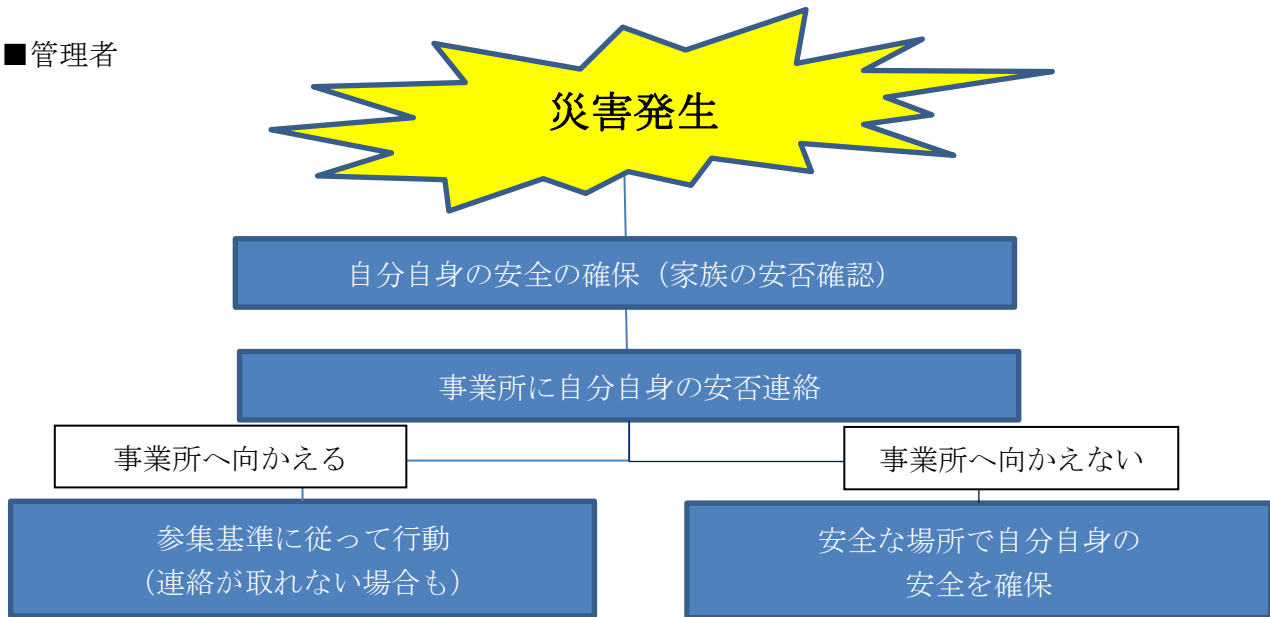 ■管理者
災害発生
自分自身の安全の確保（家族の安否確認）
事業所に自分自身の安否連絡
事業所へ向かえる
事業所へ向かえない
参集基準に従って行動
（連絡が取れない場合も）
安全な場所で自分自身の
安全を確保